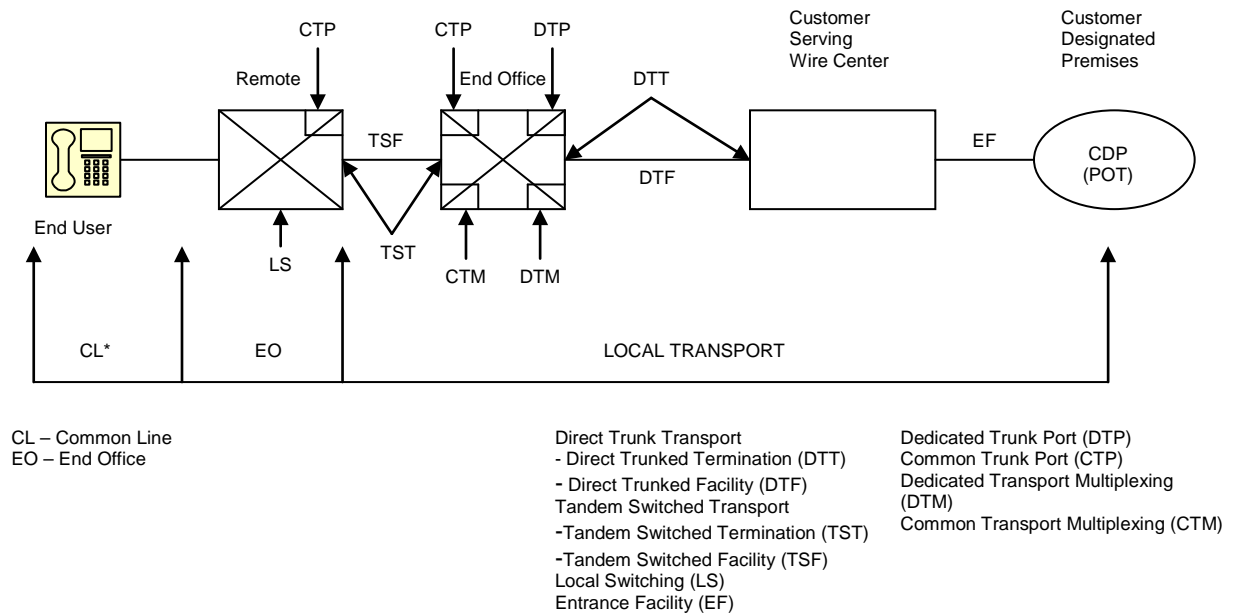 Customer
Serving
Wire Center
Customer
Designated
Premises
CTP
CTP
DTP
Remote
End Office
DTT
TSF
DTF
EF
CDP
(POT)
End User
LS
TST
CTM
DTM
CL*
EO
LOCAL TRANSPORT
CL – Common Line
EO – End Office
Direct Trunk Transport
- Direct Trunked Termination (DTT)
- Direct Trunked Facility (DTF)
Tandem Switched Transport
-Tandem Switched Termination (TST)
-Tandem Switched Facility (TSF)
Local Switching (LS)
Entrance Facility (EF)
Dedicated Trunk Port (DTP)
Common Trunk Port (CTP)
Dedicated Transport Multiplexing
(DTM)
Common Transport Multiplexing (CTM)